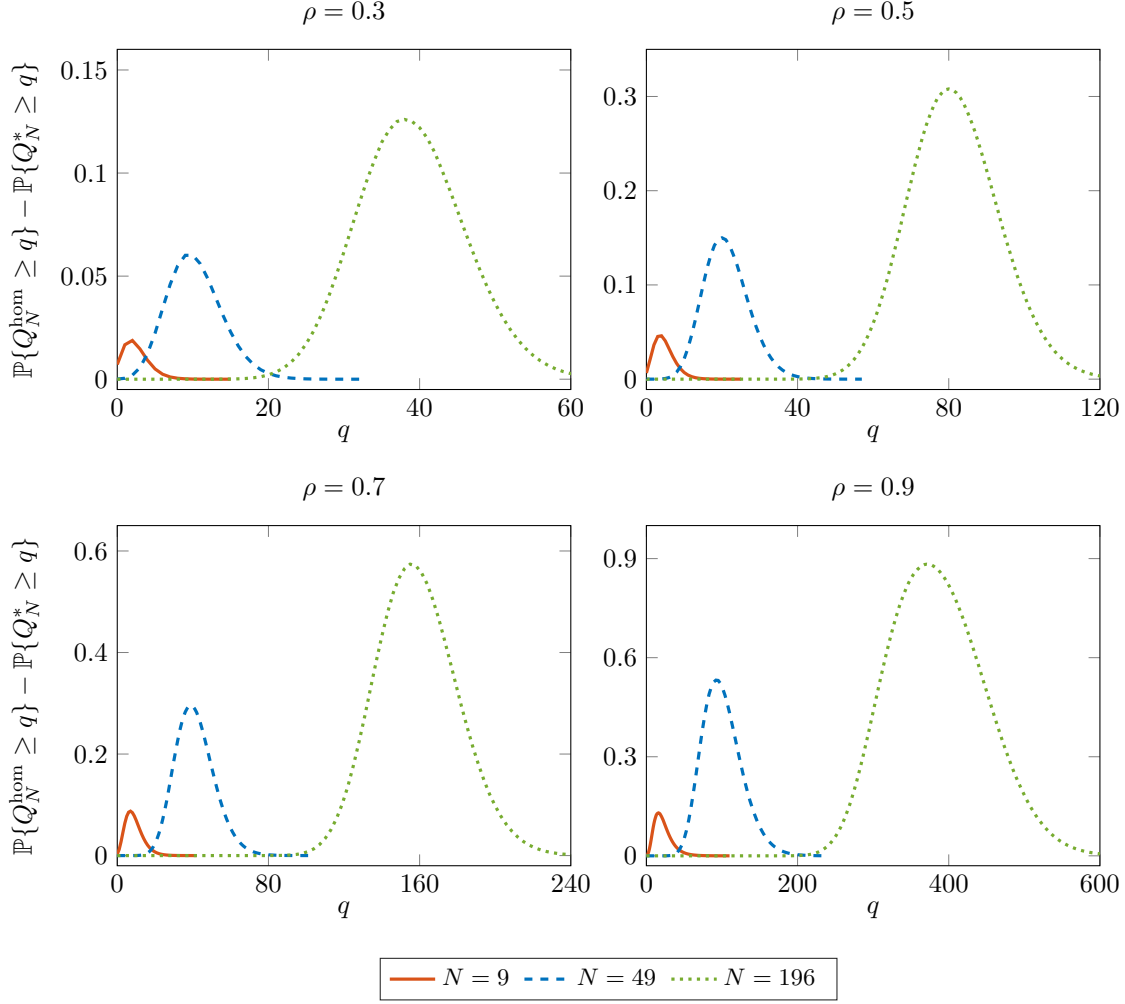 ρ = 0.3
ρ = 0.5
ℙ{Q_N^hom ≥ q} − ℙ{Q_N^* ≥ q}
0.15
0.1
0.05
0
0 20 40 60
q
0.3
0.2
0.1
0
0 40 80 120
q
ρ = 0.7
ρ = 0.9
ℙ{Q_N^hom ≥ q} − ℙ{Q_N^* ≥ q}
0.6
0.4
0.2
0
0 80 160 240
q
0.9
0.6
0.3
0
0 200 400 600
q
N = 9 N = 49 N = 196